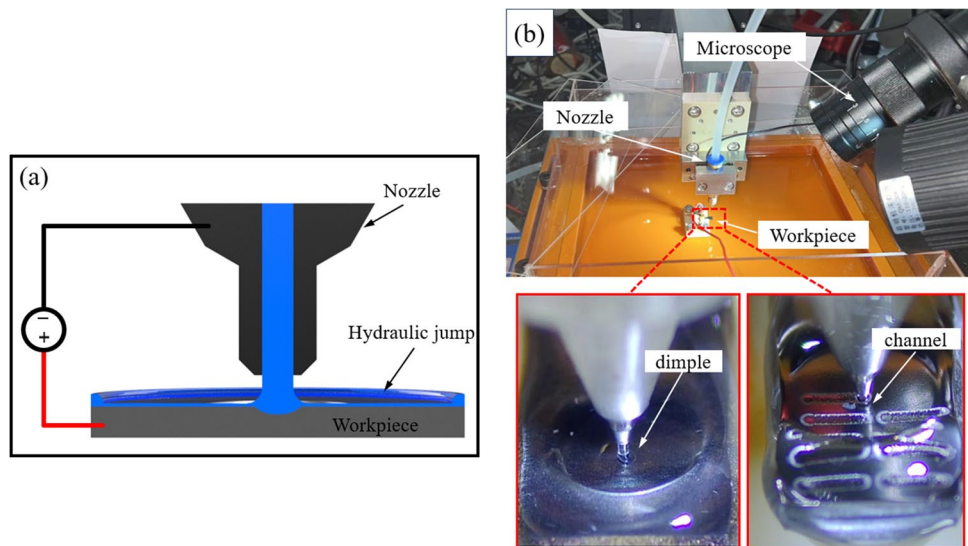 (a)
Nozzle
−
+
Hydraulic jump
Workpiece
(b)
Microscope
Nozzle
Workpiece
dimple
channel